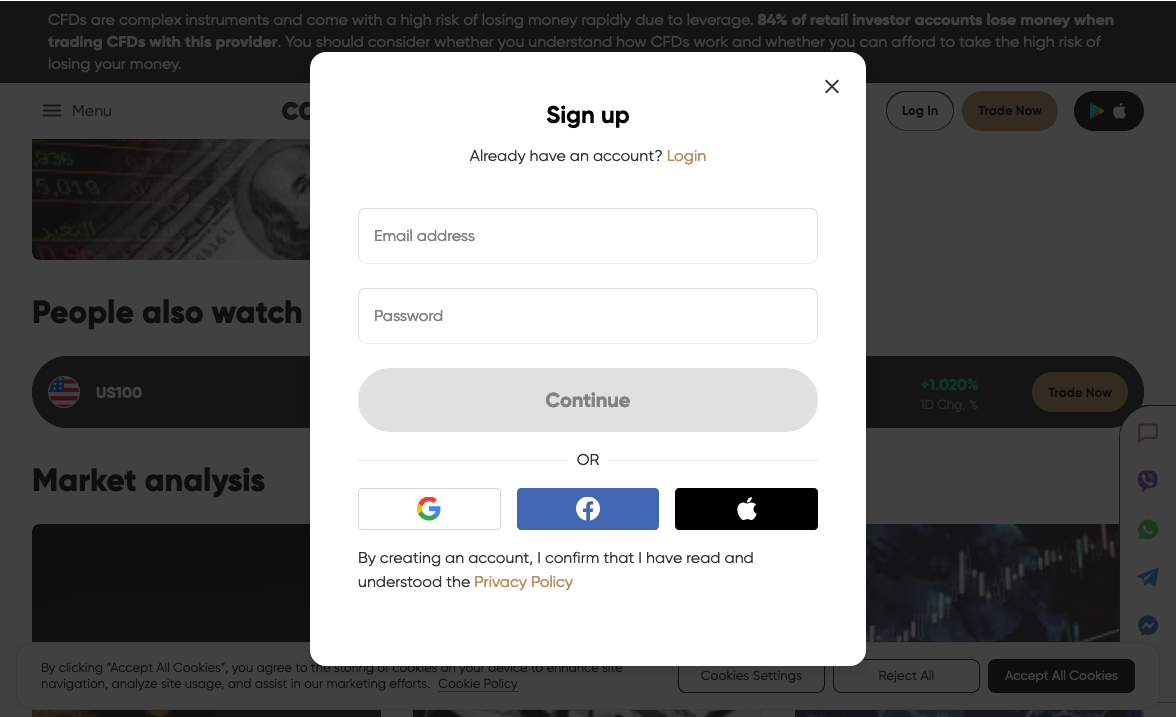 CFDs are complex instruments and come with a high risk of losing money rapidly due to leverage. 84% of retail investor accounts lose money when
trading CFDs with this provider. You should consider whether you understand how CFDs work and whether you can afford to take the high risk of
losing your money.
Menu
Log In
Trade Now
Sign up
Already have an account? Login
Email address
Password
Continue
OR
By creating an account, I confirm that I have read and
understood the Privacy Policy
,936
5,019
People also watch
US100
+1.020%
1D Chg, %
Trade Now
Market analysis
By clicking "Accept All Cookies", you agree to the storing of cookies on your device to enhance site
navigation, analyze site usage, and assist in our marketing efforts. Cookie Policy
Cookies Settings
Reject All
Accept All Cookies